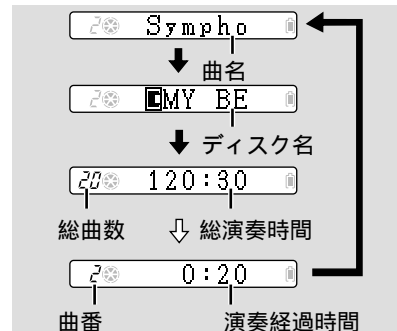 2 Sympho
曲名
2 D MY BE
ディスク名
20 120:30
総曲数 総演奏時間
2 0:20
曲番 演奏経過時間